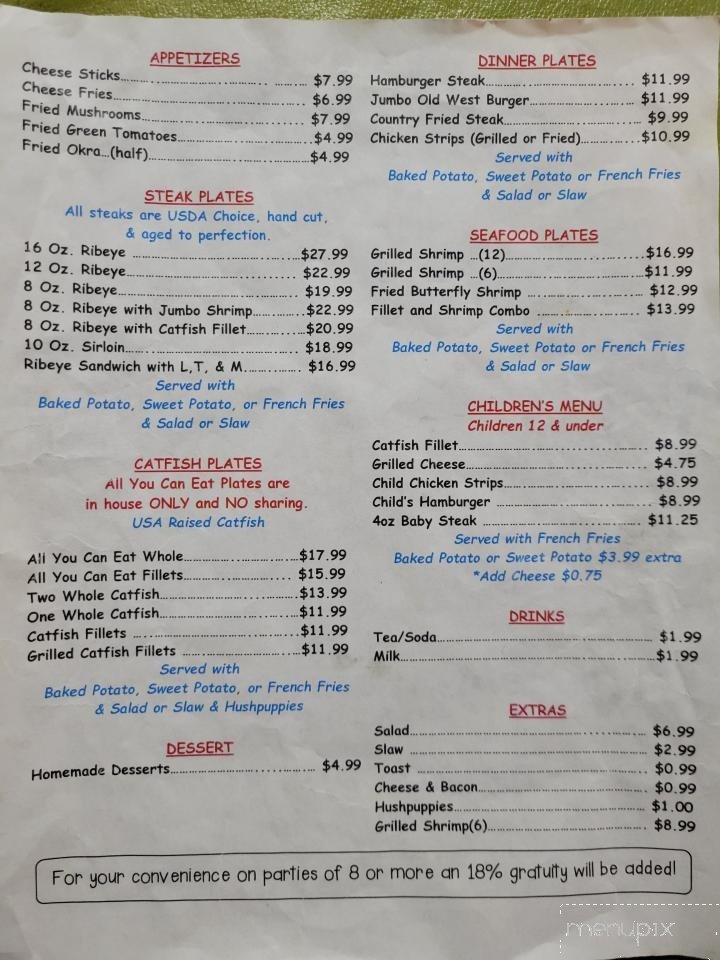 APPETIZERS
Cheese Sticks $7.99
Cheese Fries $6.99
Fried Mushrooms $7.99
Fried Green Tomatoes $4.99
Fried Okra...(half) $4.99
STEAK PLATES
All steaks are USDA Choice, hand cut,
& aged to perfection.
16 Oz. Ribeye $27.99
12 Oz. Ribeye $22.99
8 Oz. Ribeye $19.99
8 Oz. Ribeye with Jumbo Shrimp $22.99
8 Oz. Ribeye with Catfish Fillet $20.99
10 Oz. Sirloin $18.99
Ribeye Sandwich with L,T, & M $16.99
Served with
Baked Potato, Sweet Potato, or French Fries
& Salad or Slaw
CATFISH PLATES
All You Can Eat Plates are
in house ONLY and NO sharing.
USA Raised Catfish
All You Can Eat Whole $17.99
All You Can Eat Fillets $15.99
Two Whole Catfish $13.99
One Whole Catfish $11.99
Catfish Fillets $11.99
Grilled Catfish Fillets $11.99
Served with
Baked Potato, Sweet Potato, or French Fries
& Salad or Slaw & Hushpuppies
DESSERT
Homemade Desserts $4.99
DINNER PLATES
Hamburger Steak $11.99
Jumbo Old West Burger $11.99
Country Fried Steak $9.99
Chicken Strips (Grilled or Fried) $10.99
Served with
Baked Potato, Sweet Potato or French Fries
& Salad or Slaw
SEAFOOD PLATES
Grilled Shrimp ...(12) $16.99
Grilled Shrimp ...(6) $11.99
Fried Butterfly Shrimp $12.99
Fillet and Shrimp Combo $13.99
Served with
Baked Potato, Sweet Potato or French Fries
& Salad or Slaw
CHILDREN'S MENU
Children 12 & under
Catfish Fillet $8.99
Grilled Cheese $4.75
Child Chicken Strips $8.99
Child's Hamburger $8.99
4oz Baby Steak $11.25
Served with French Fries
Baked Potato or Sweet Potato $3.99 extra
*Add Cheese $0.75
DRINKS
Tea/Soda $1.99
Milk $1.99
EXTRAS
Salad $6.99
Slaw $2.99
Toast $0.99
Cheese & Bacon $0.99
Hushpuppies $1.00
Grilled Shrimp(6) $8.99
For your convenience on parties of 8 or more an 18% gratuity will be added!
menupix